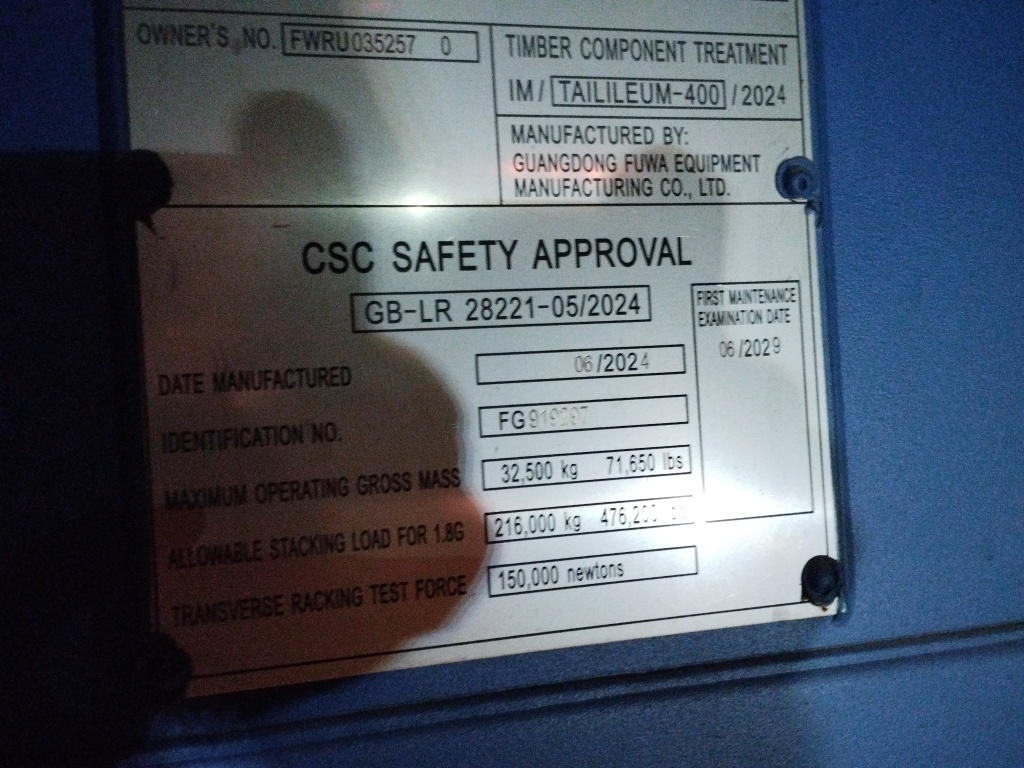 OWNER'S NO. FWRU035257 0
TIMBER COMPONENT TREATMENT
IM / TAILILEUM-400 / 2024
MANUFACTURED BY:
GUANGDONG FUWA EQUIPMENT
MANUFACTURING CO., LTD.
CSC SAFETY APPROVAL
GB-LR 28221-05/2024
FIRST MAINTENANCE
EXAMINATION DATE
06/2029
DATE MANUFACTURED 06/2024
IDENTIFICATION NO.
MAXIMUM OPERATING GROSS MASS 32,500 kg 71,650 lbs
ALLOWABLE STACKING LOAD FOR 1.8G 216,000 kg
TRANSVERSE RACKING TEST FORCE 150,000 newtons